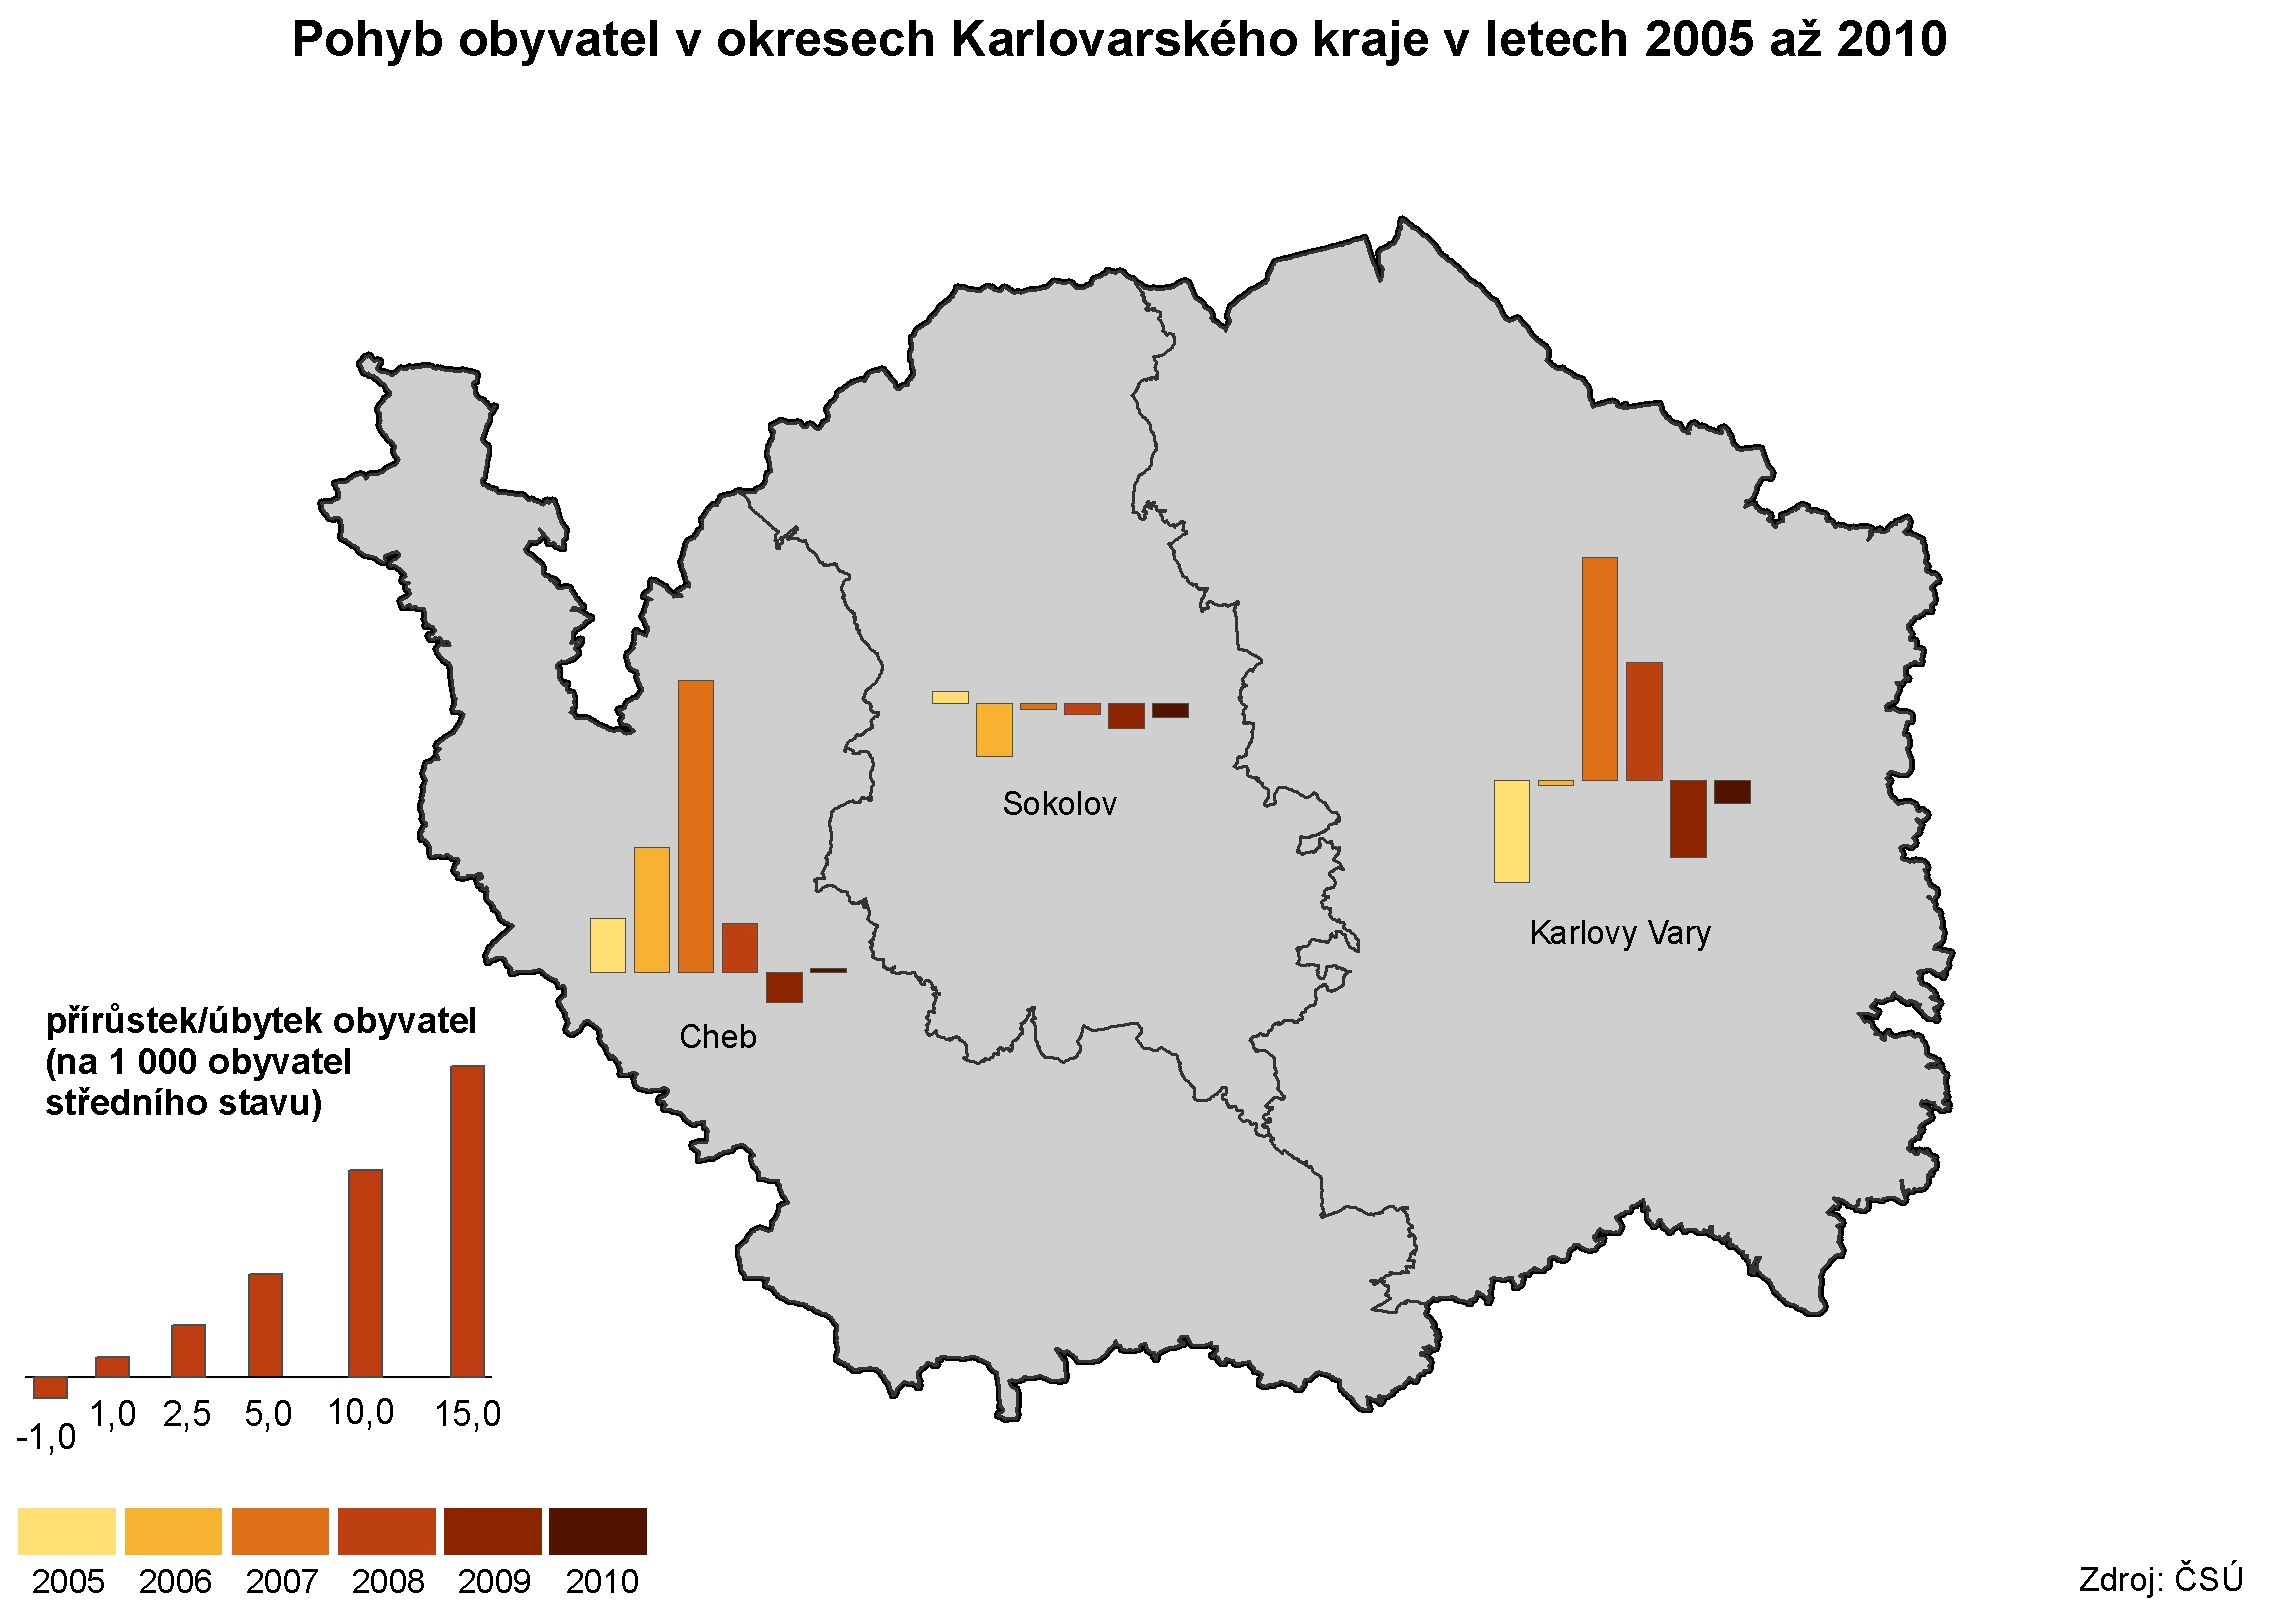 Pohyb obyvatel v okresech Karlovarského kraje v letech 2005 až 2010
Sokolov
Karlovy Vary
Cheb
přírůstek/úbytek obyvatel
(na 1 000 obyvatel
středního stavu)
-1,0 1,0 2,5 5,0 10,0 15,0
2005 2006 2007 2008 2009 2010
Zdroj: ČSÚ